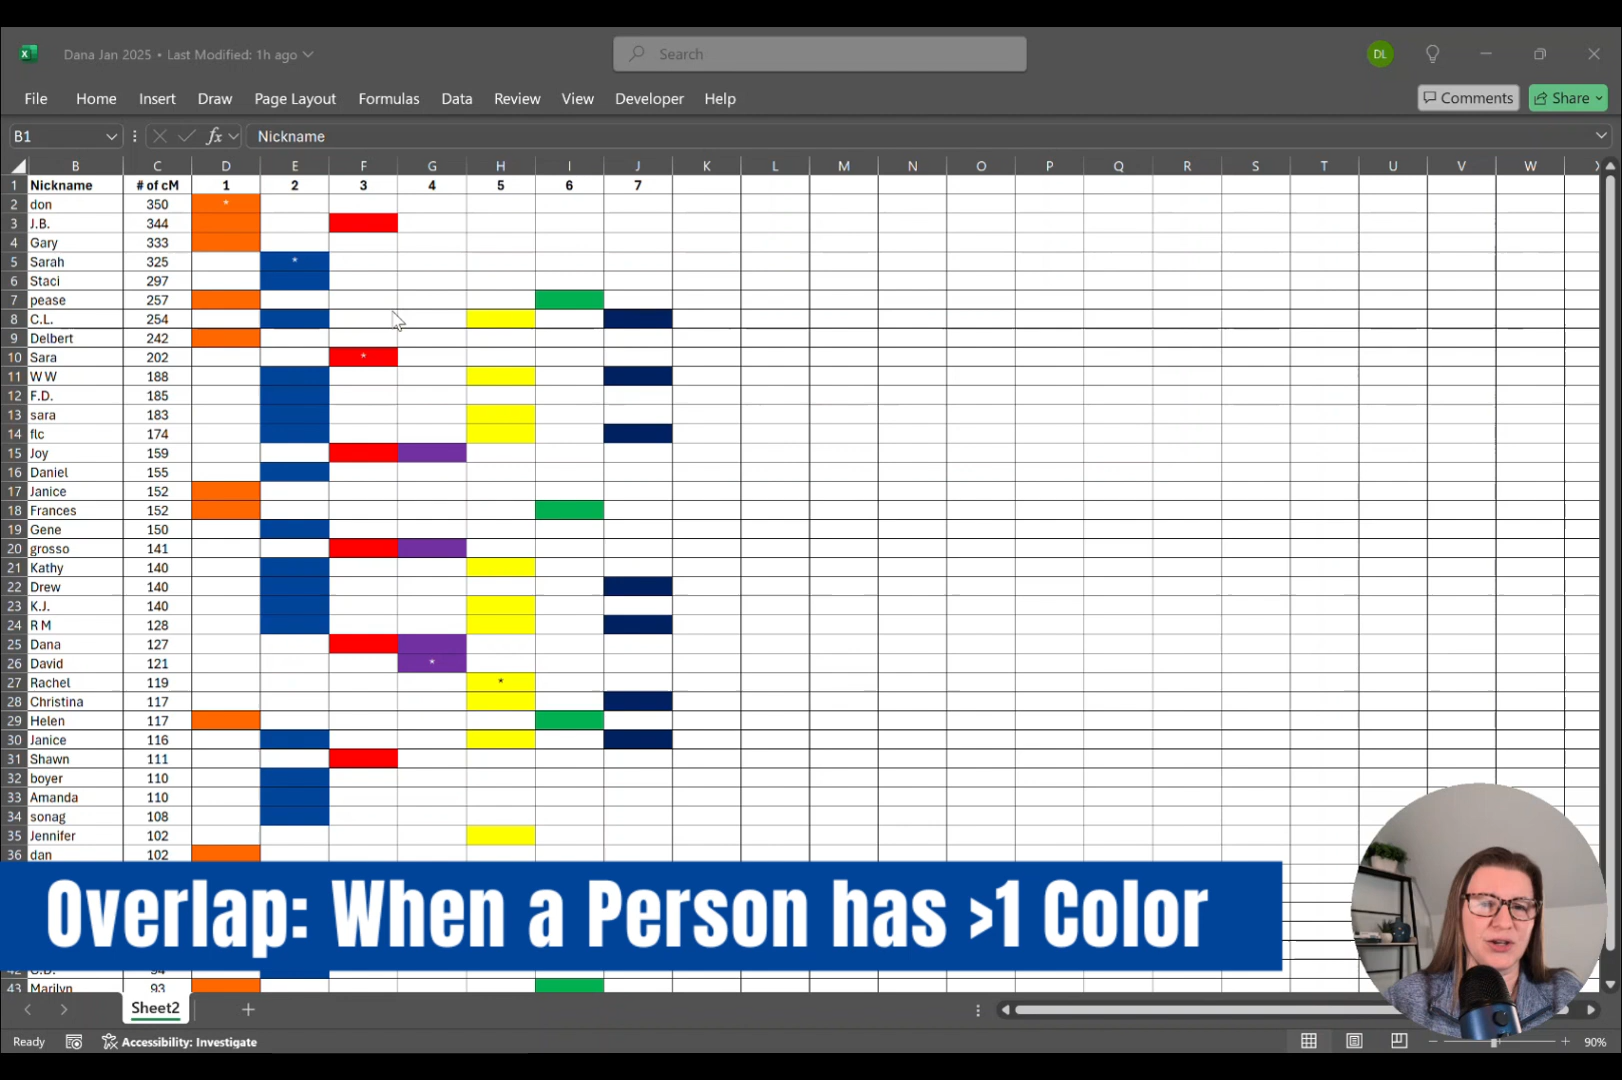 Dana Jan 2025 • Last Modified: 1h ago
Search
DL
File Home Insert Draw Page Layout Formulas Data Review View Developer Help
Comments Share
B1 fx Nickname
B C D E F G H I J K L M N O P Q R S T U V W
1 Nickname # of cM 1 2 3 4 5 6 7
2 don 350 *
3 J.B. 344
4 Gary 333
5 Sarah 325 *
6 Staci 297
7 pease 257
8 C.L. 254
9 Delbert 242
10 Sara 202 *
11 W W 188
12 F.D. 185
13 sara 183
14 flc 174
15 Joy 159
16 Daniel 155
17 Janice 152
18 Frances 152
19 Gene 150
20 grosso 141
21 Kathy 140
22 Drew 140
23 K.J. 140
24 R M 128
25 Dana 127
26 David 121 *
27 Rachel 119 *
28 Christina 117
29 Helen 117
30 Janice 116
31 Shawn 111
32 boyer 110
33 Amanda 110
34 sonag 108
35 Jennifer 102
36 dan 102
Overlap: When a Person has >1 Color
43 Marilyn 93
Sheet2
Ready Accessibility: Investigate 90%